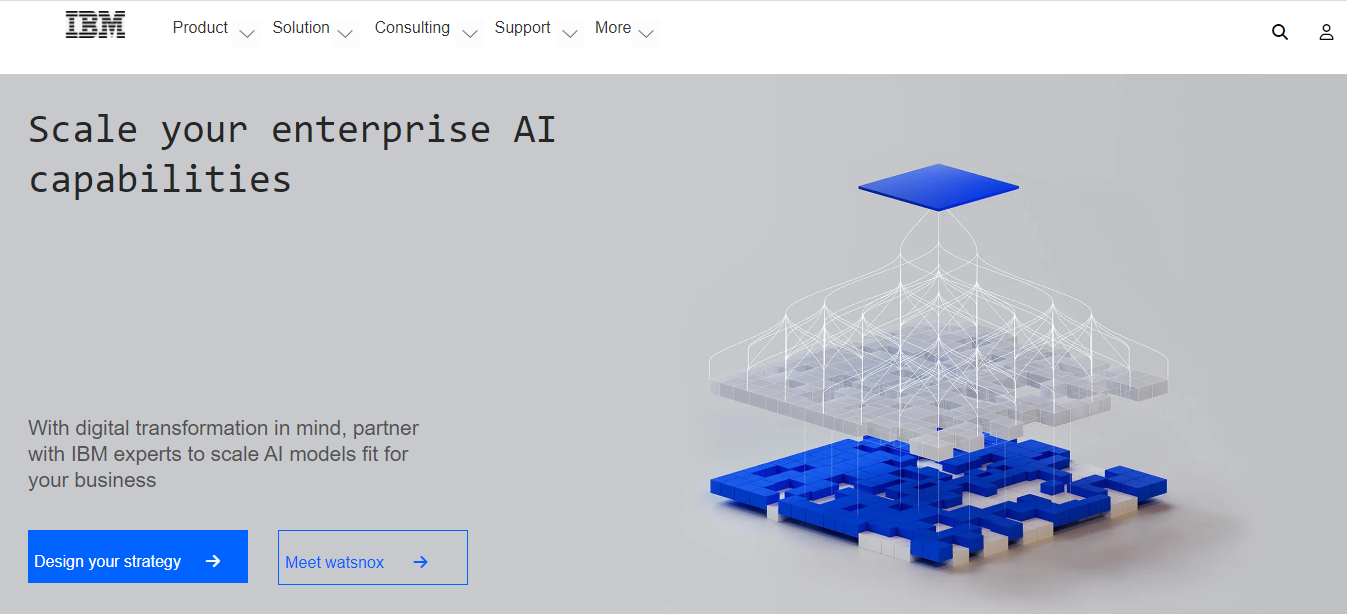 IBM
Product
Solution
Consulting
Support
More
Scale your enterprise AI
capabilities
With digital transformation in mind, partner
with IBM experts to scale AI models fit for
your business
Design your strategy
Meet watsnox